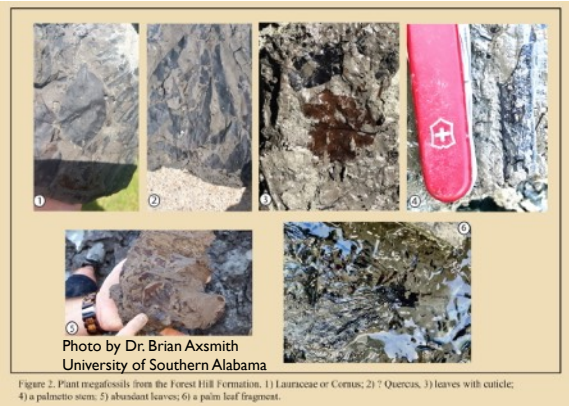 1
2
3
4
5
6
Photo by Dr. Brian Axsmith
University of Southern Alabama
Figure 2. Plant megafossils from the Forest Hill Formation. 1) Lauraceae or Cornus; 2) ? Quercus, 3) leaves with cuticle;
4) a palmetto stem; 5) abundant leaves; 6) a palm leaf fragment.